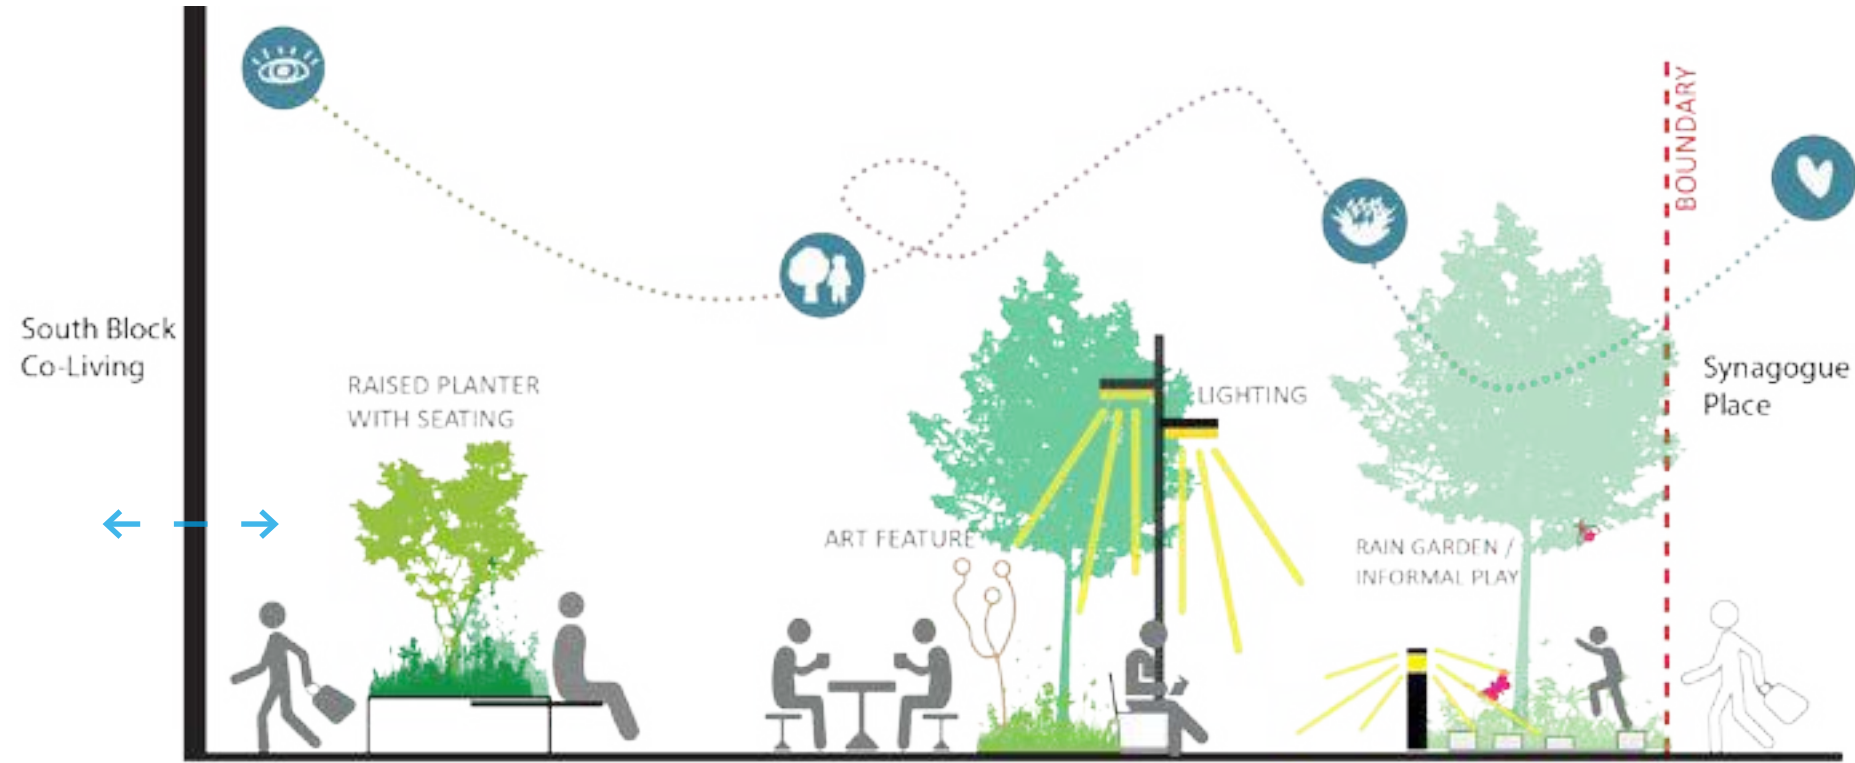 BOUNDARY
South Block
Co-Living
RAISED PLANTER
WITH SEATING
LIGHTING
Synagogue
Place
ART FEATURE
RAIN GARDEN /
INFORMAL PLAY